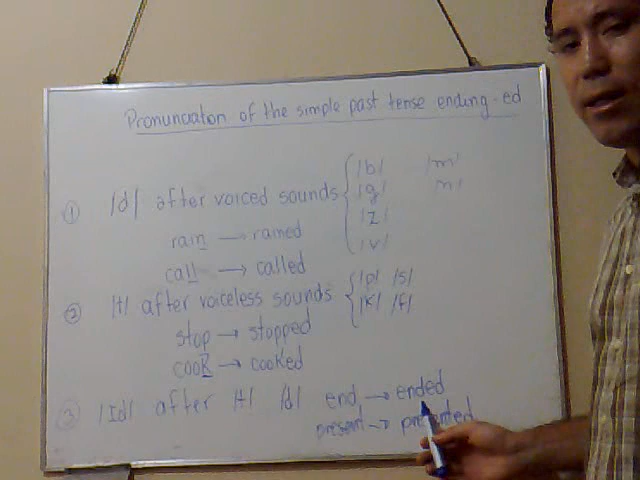 Pronunciation of the simple past tense ending -ed
① /d/ after voiced sounds { /b/ /m/
/g/ /n/
/z/
/v/
rain → rained
call → called
② /t/ after voiceless sounds { /p/ /s/
/k/ /f/
stop → stopped
cook → cooked
③ /Id/ after /t/ /d/ end → ended
present →